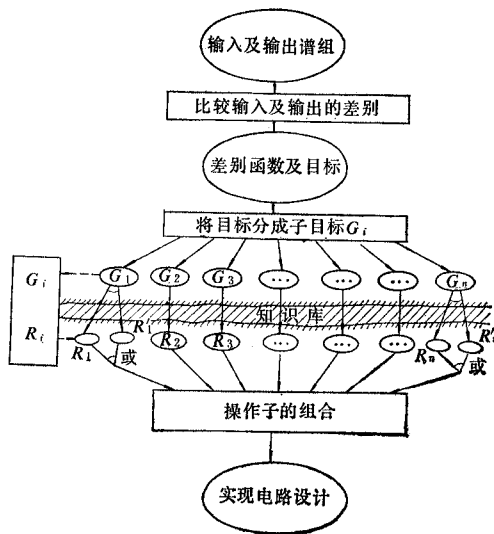 输入及输出谱组
比较输入及输出的差别
差别函数及目标
将目标分成子目标Gi
Gi G1 G2 G3 … … … Gn
知识库
Ri R1 R'1 R2 R3 … … … Rn R'n
或 或
操作子的组合
实现电路设计